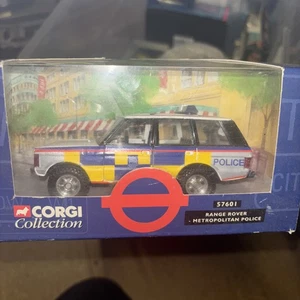 POLICE
CORGI
Collection
57601
RANGE ROVER
- METROPOLITAN POLICE